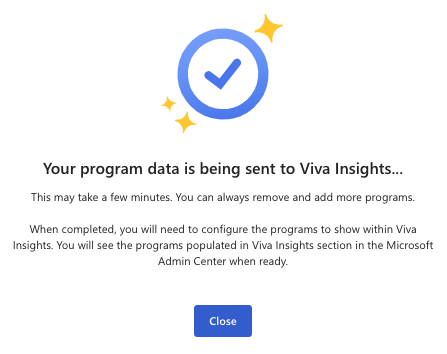 Your program data is being sent to Viva Insights...
This may take a few minutes. You can always remove and add more programs.
When completed, you will need to configure the programs to show within Viva
Insights. You will see the programs populated in Viva Insights section in the Microsoft
Admin Center when ready.
Close